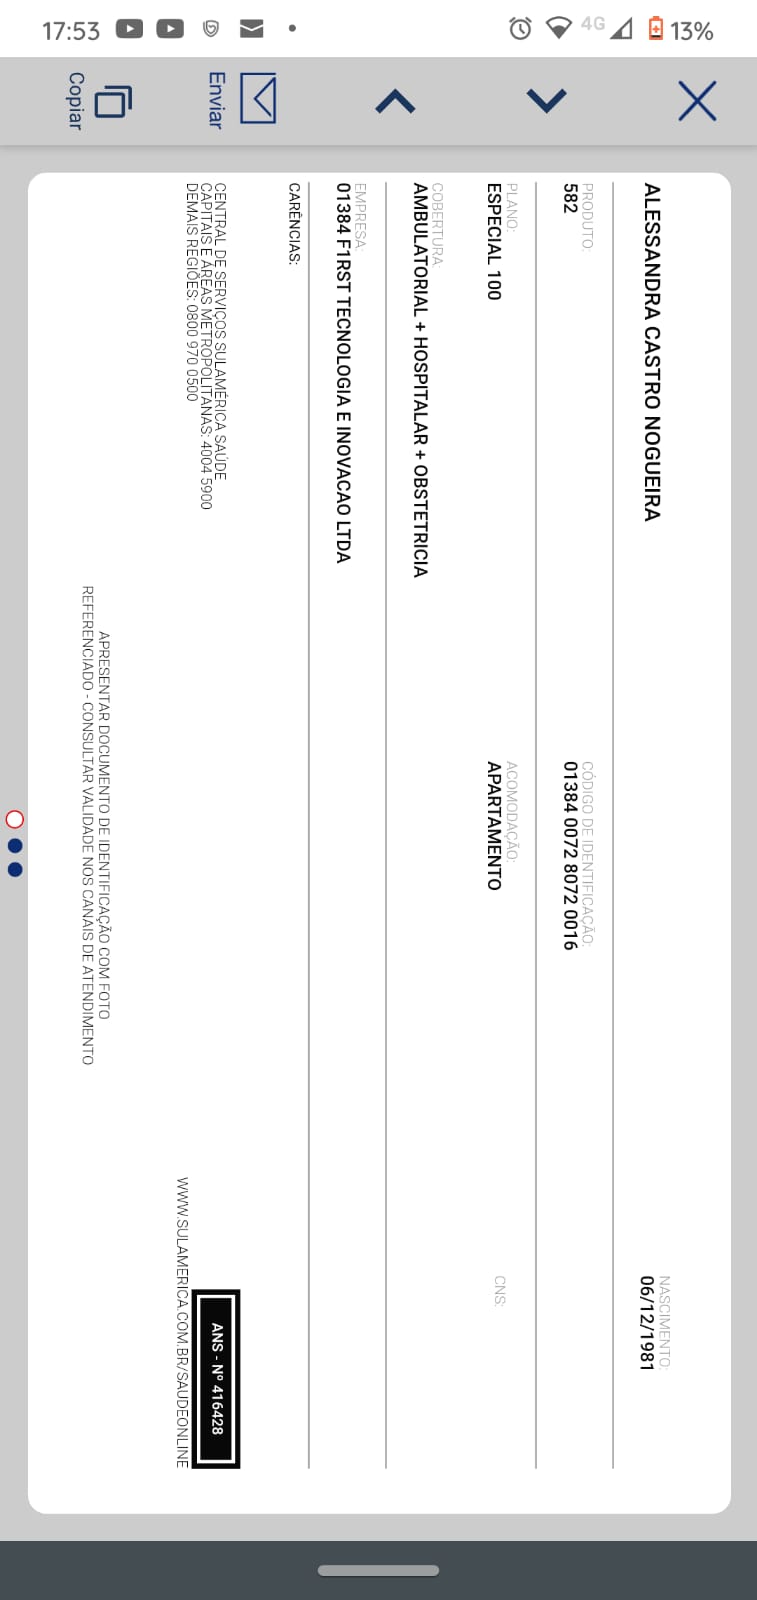 17:53
4G
13%
Copiar
Enviar
ALESSANDRA CASTRO NOGUEIRA
NASCIMENTO:
06/12/1981
PRODUTO:
582
CÓDIGO DE IDENTIFICAÇÃO:
01384 0072 8072 0016
PLANO:
ESPECIAL 100
ACOMODAÇÃO:
APARTAMENTO
CNS:
COBERTURA:
AMBULATORIAL + HOSPITALAR + OBSTETRICIA
EMPRESA:
01384 F1RST TECNOLOGIA E INOVACAO LTDA
CARÊNCIAS:
CENTRAL DE SERVIÇOS SULAMÉRICA SAÚDE
CAPITAIS E ÁREAS METROPOLITANAS: 4004 5900
DEMAIS REGIÕES: 0800 970 0500
ANS - Nº 416428
WWW.SULAMERICA.COM.BR/SAUDEONLINE
APRESENTAR DOCUMENTO DE IDENTIFICAÇÃO COM FOTO
REFERENCIADO - CONSULTAR VALIDADE NOS CANAIS DE ATENDIMENTO